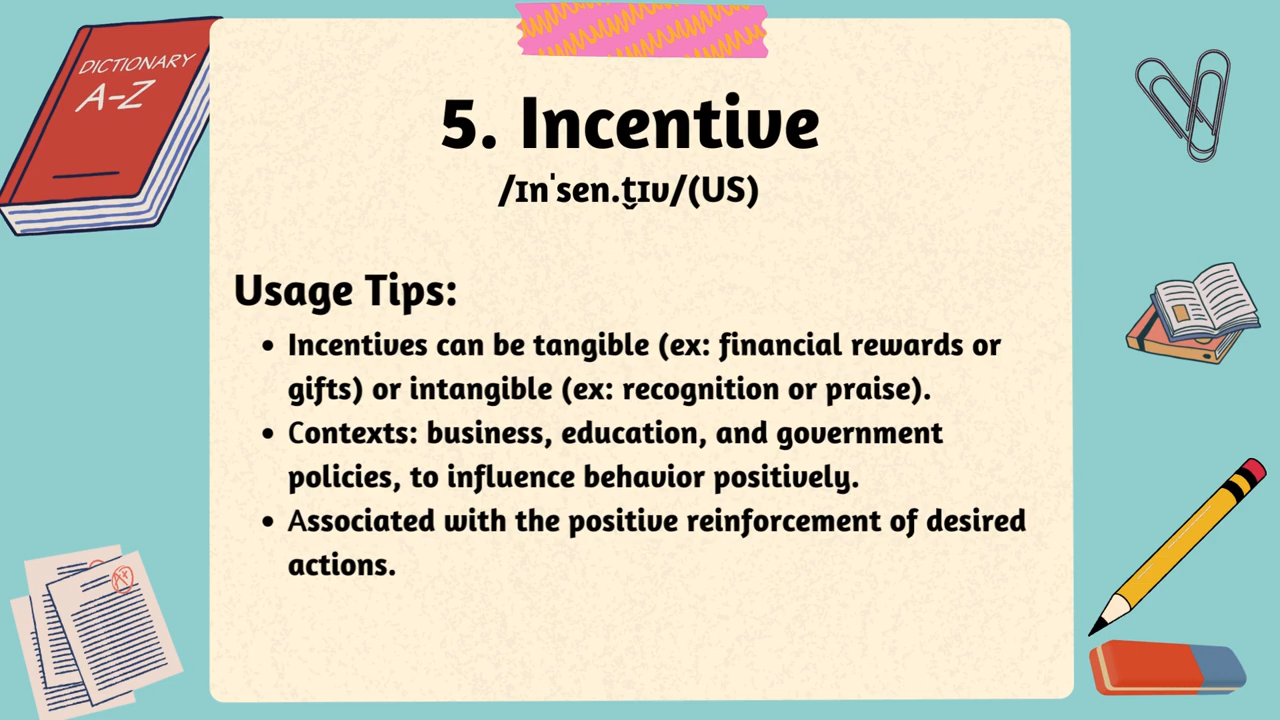 DICTIONARY
A-Z
5. Incentive
/ɪnˈsen.t̬ɪv/(US)
Usage Tips:
• Incentives can be tangible (ex: financial rewards or
gifts) or intangible (ex: recognition or praise).
• Contexts: business, education, and government
policies, to influence behavior positively.
• Associated with the positive reinforcement of desired
actions.
A+